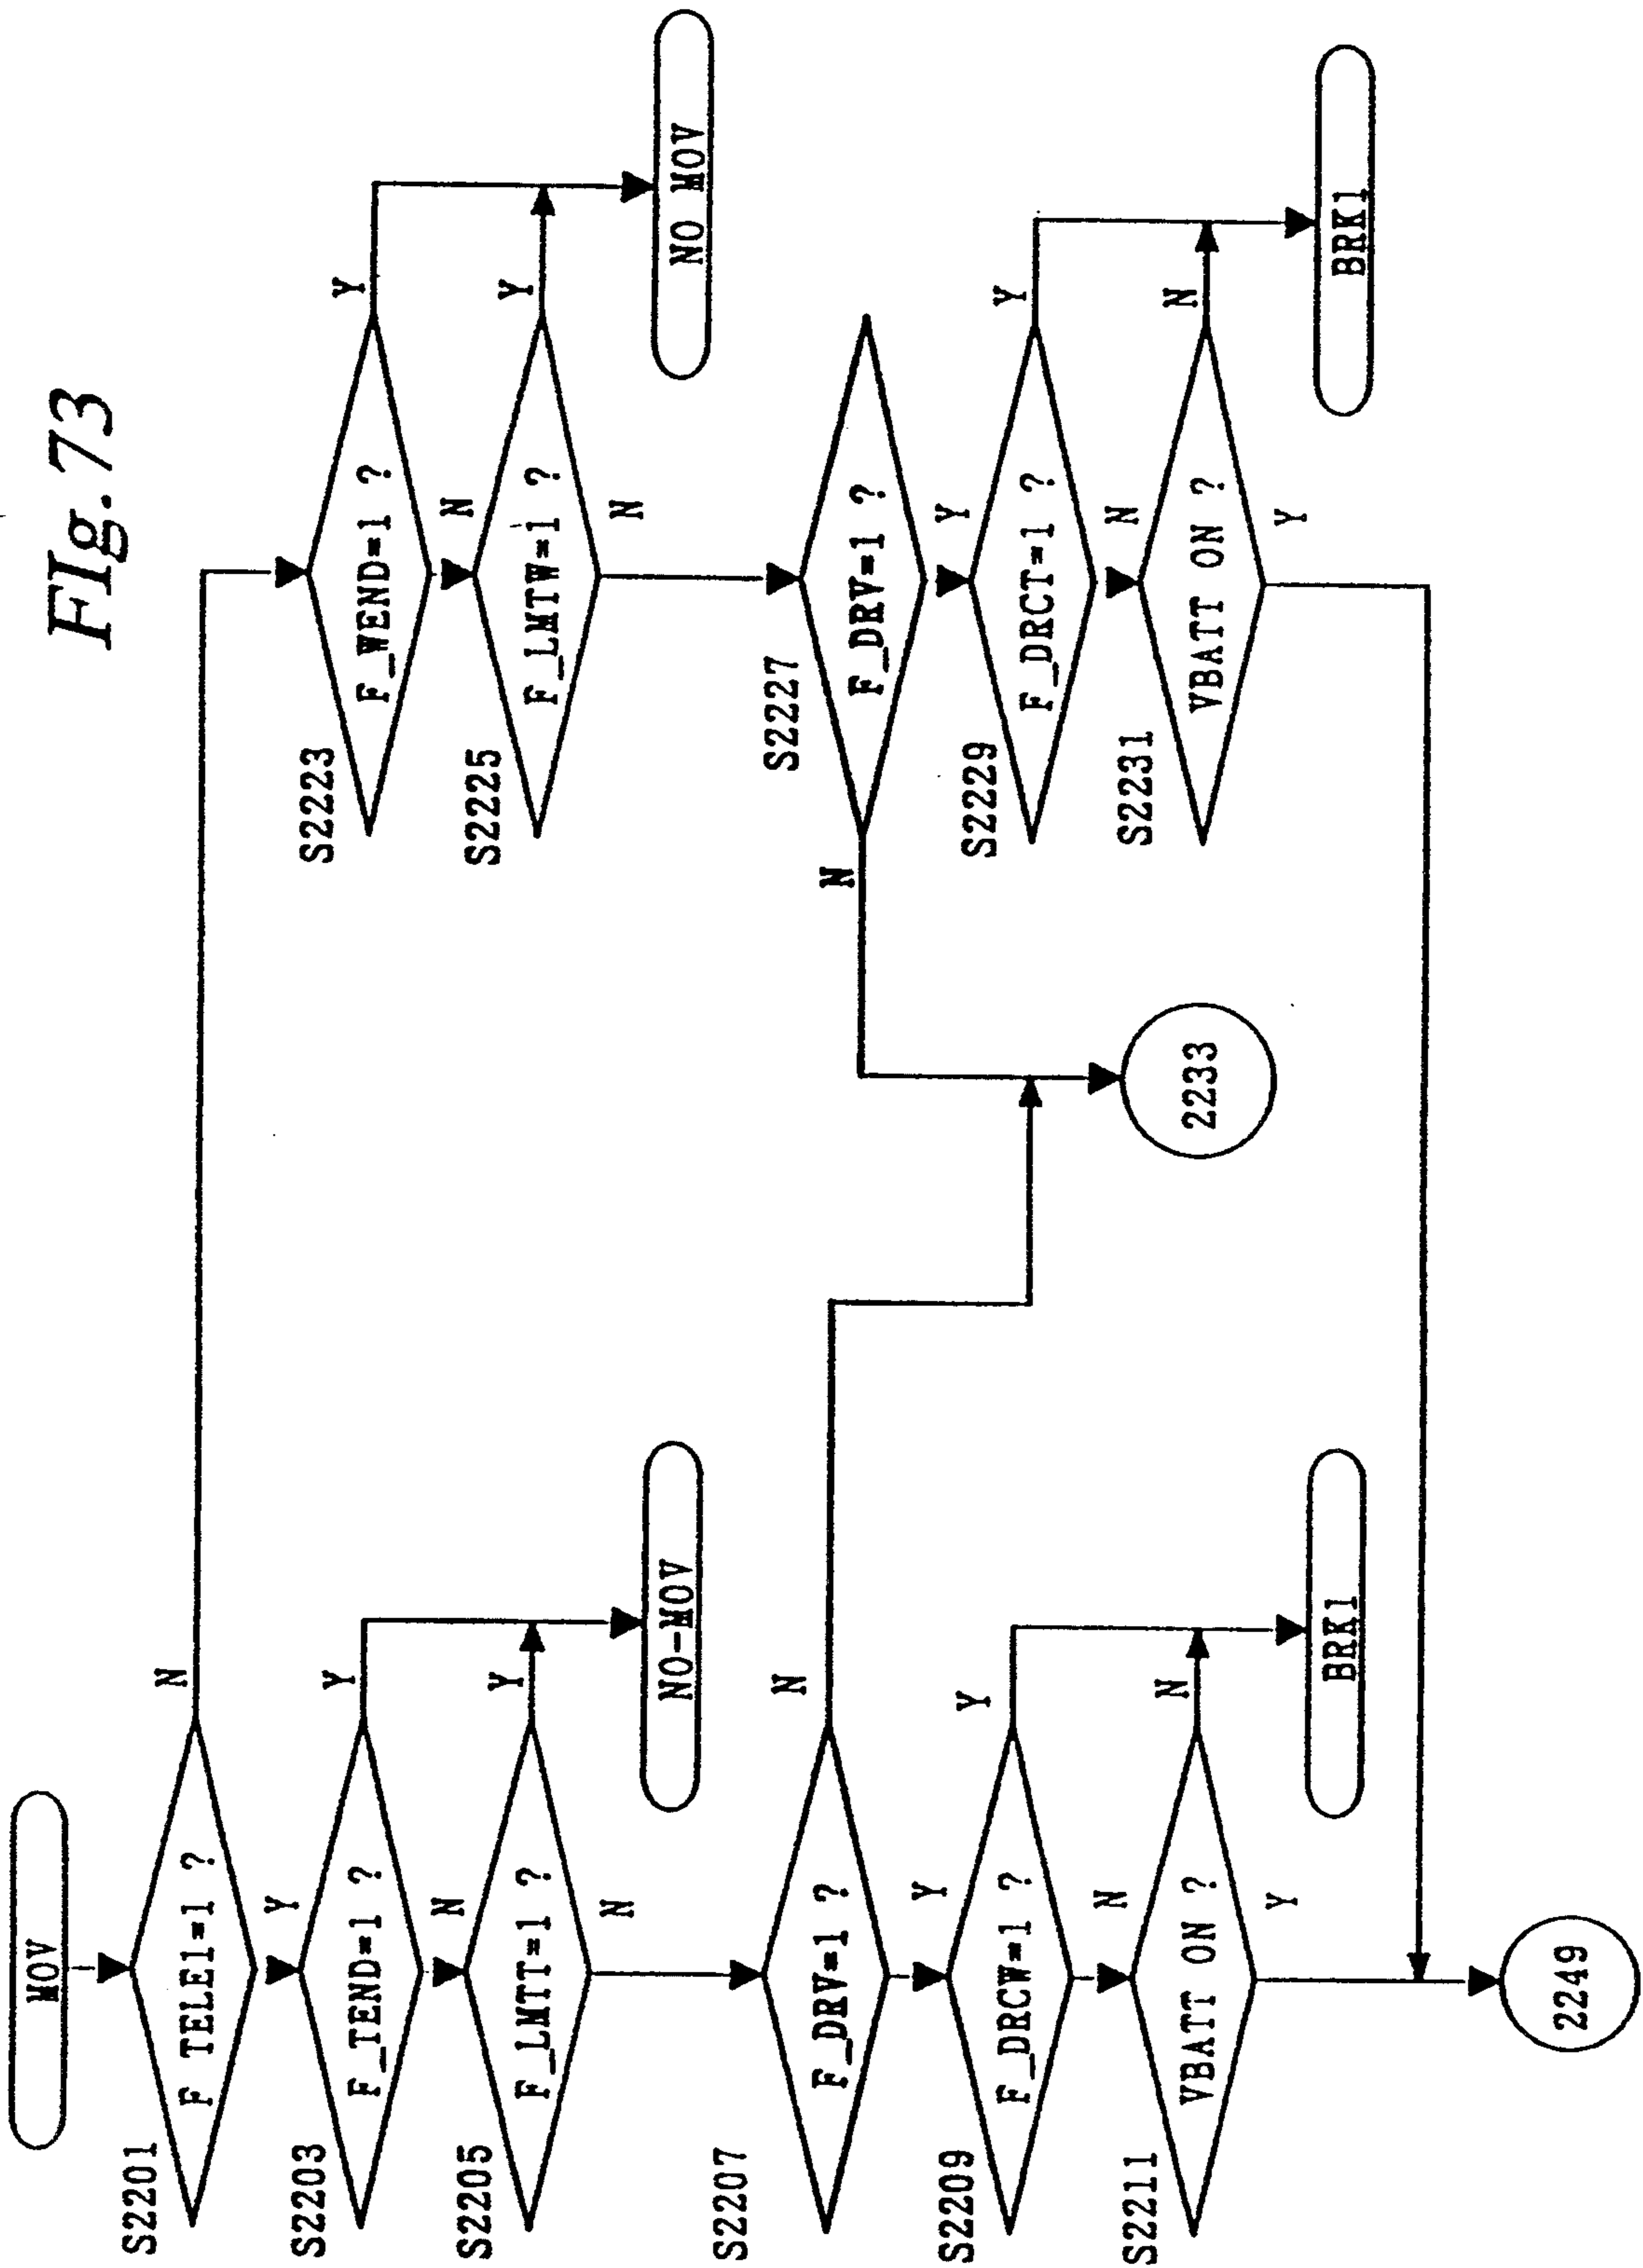 FIg. 73
MOV
S2201
F TELE1=1 ?
N
Y
S2203
F_TEND=1 ?
Y
N
S2205
F_LMTT=1 ?
Y
N
NO-MOV
S2207
F_DRV=1 ?
N
Y
S2209
F_DRCW=1 ?
Y
N
S2211
VBATT ON ?
N
Y
BRK1
2249
S2223
F_WEND=1 ?
Y
N
S2225
F_LMTW=1 ?
Y
N
NO MOV
S2227
F_DRV=1 ?
N
Y
2233
S2229
F_DRCT=1 ?
Y
N
S2231
VBATT ON ?
N
Y
BRK1